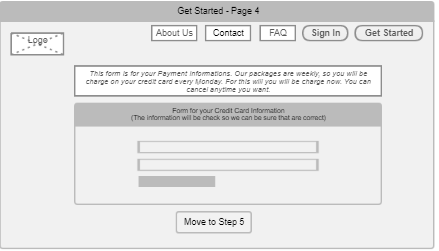 Get Started - Page 4
Logo
About Us
Contact
FAQ
Sign In
Get Started
This form is for your Payment Informations. Our packages are weekly, so you will be
charge on your credit card every Monday. For this will you will be charge now. You can
cancel anytime you want.
Form for your Credit Card Information
(The information will be check so we can be sure that are correct)
Move to Step 5